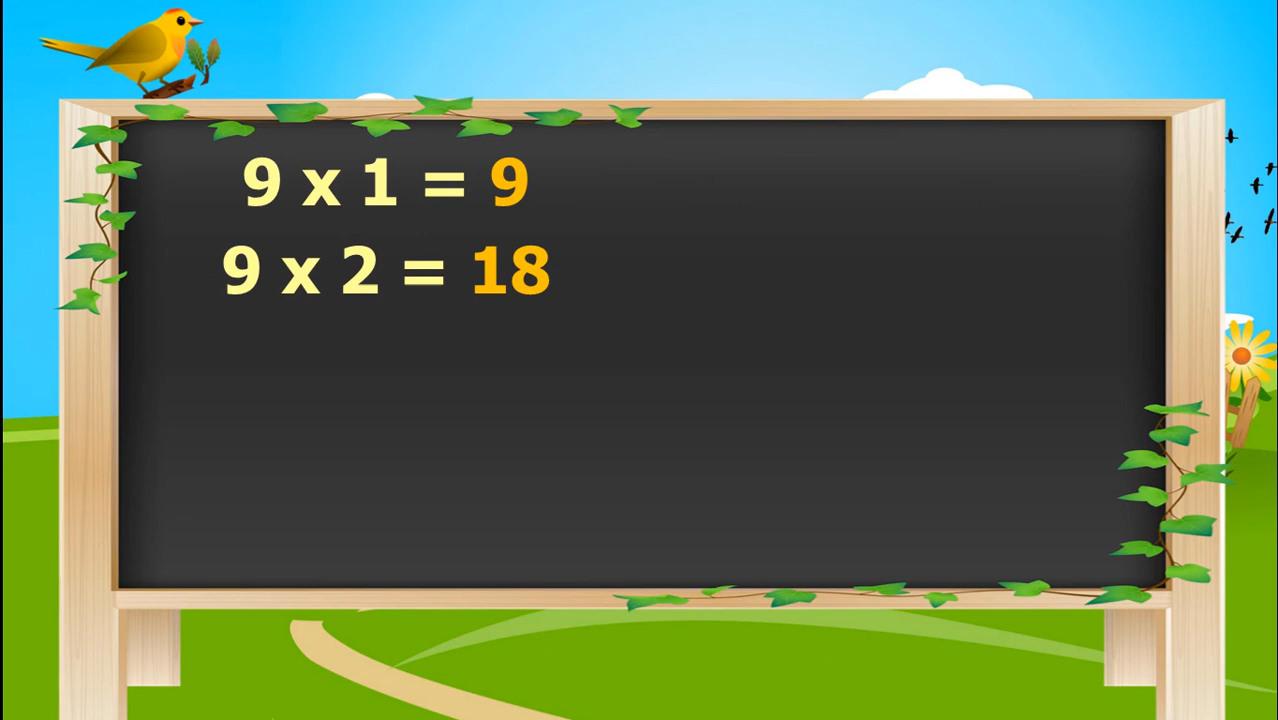 9 x 1 = 9
9 x 2 = 18